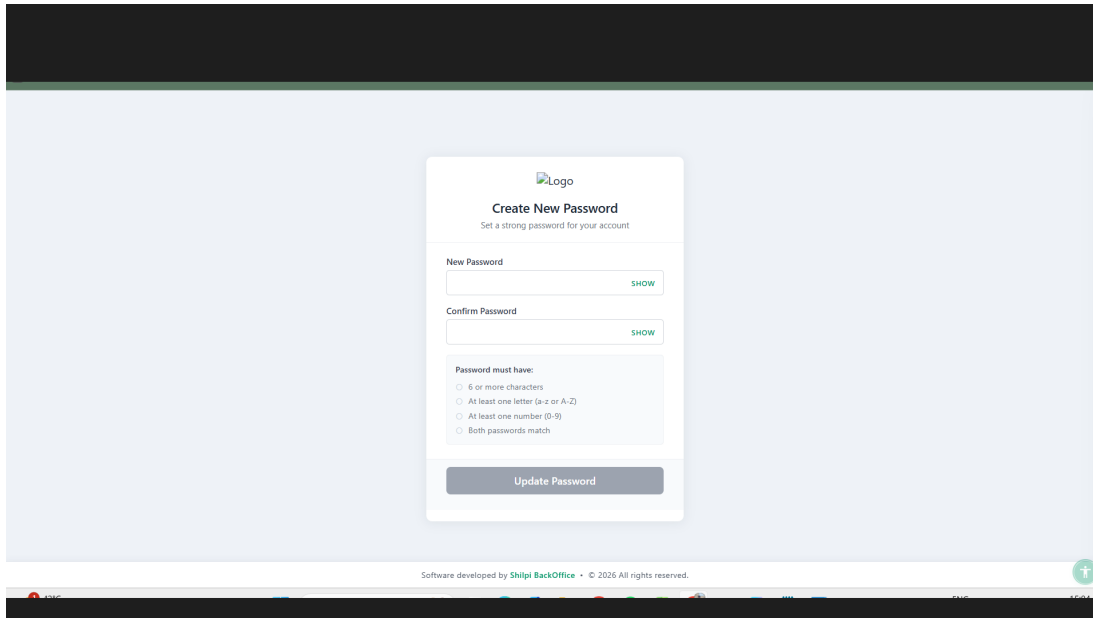 Logo
Create New Password
Set a strong password for your account
New Password
SHOW
Confirm Password
SHOW
Password must have:
6 or more characters
At least one letter (a-z or A-Z)
At least one number (0-9)
Both passwords match
Update Password
Software developed by Shilpi BackOffice • © 2026 All rights reserved.